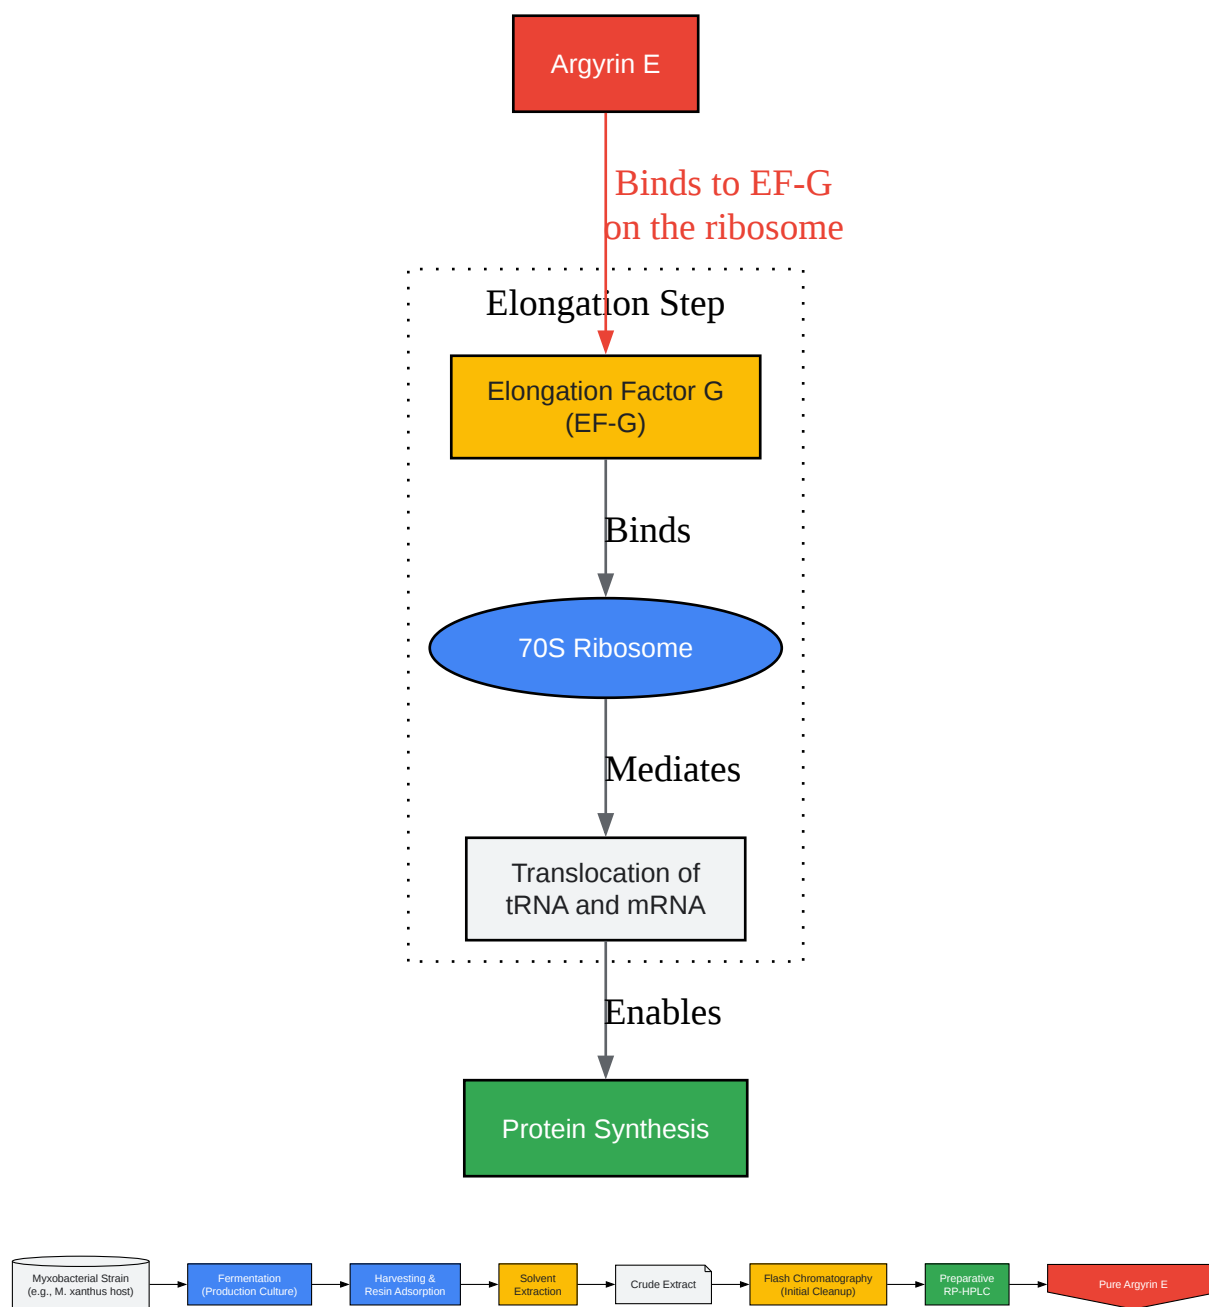 Argyrin E
Binds to EF-G
on the ribosome
Elongation Step
Elongation Factor G
(EF-G)
Binds
70S Ribosome
Mediates
Translocation of
tRNA and mRNA
Enables
Protein Synthesis
Myxobacterial Strain
(e.g., M. xanthus host)
Fermentation
(Production Culture)
Harvesting &
Resin Adsorption
Solvent
Extraction
Crude Extract
Flash Chromatography
(Initial Cleanup)
Preparative
RP-HPLC
Pure Argyrin E